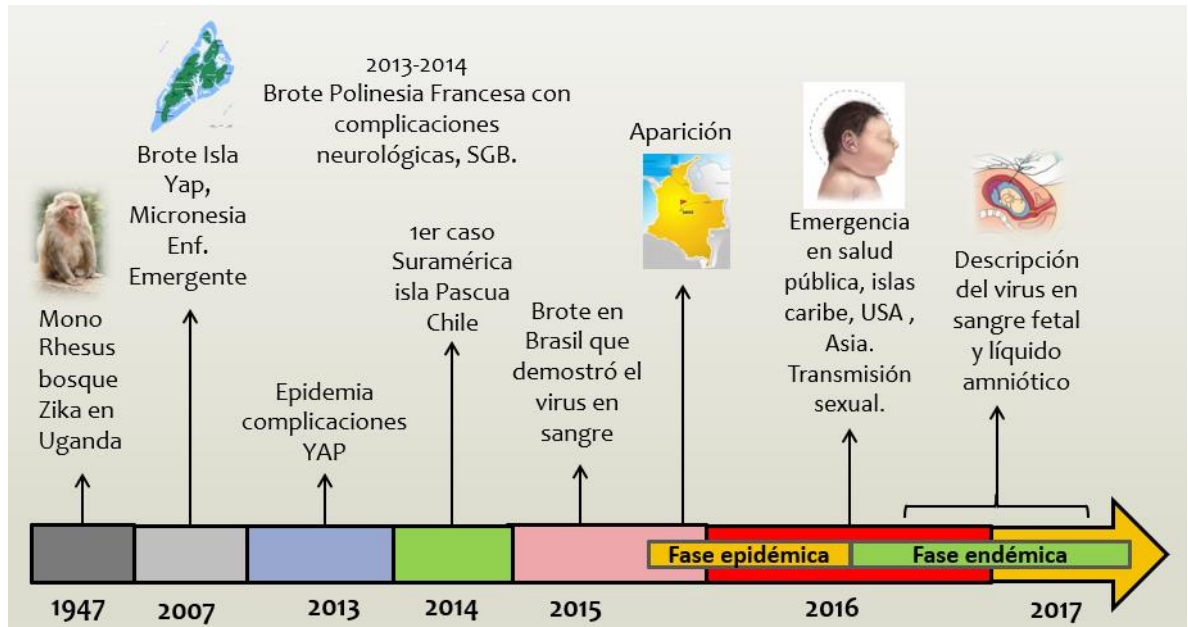 Mono
Rhesus
bosque
Zika en
Uganda
Brote Isla
Yap,
Micronesia
Enf.
Emergente
2013-2014
Brote Polinesia Francesa con
complicaciones
neurológicas, SGB.
Epidemia
complicaciones
YAP
1er caso
Suramérica
isla Pascua
Chile
Brote en
Brasil que
demostró el
virus en
sangre
Aparición
Emergencia
en salud
pública, islas
caribe, USA ,
Asia.
Transmisión
sexual.
Descripción
del virus en
sangre fetal
y líquido
amniótico
Fase epidémica
Fase endémica
1947
2007
2013
2014
2015
2016
2017